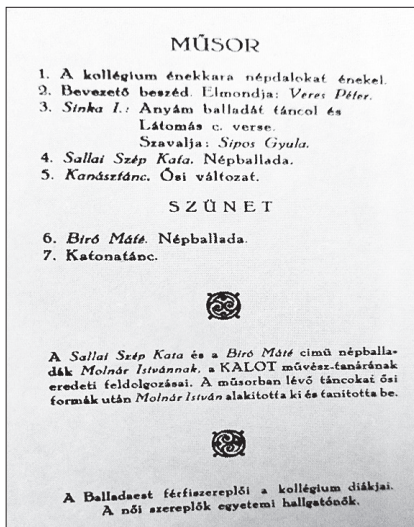 MŰSOR
1. A kollégium énekkara népdalokat énekel.
2. Bevezető beszéd. Elmondja: Veres Péter.
3. Sinka I.: Anyám balladát táncol és
Látomás c. verse.
Szavalja: Sipos Gyula.
4. Sallai Szép Kata. Népballada.
5. Kanásztánc. Ősi változat.
SZÜNET
6. Biró Máté. Népballada.
7. Katonatánc.
A Sallai Szép Kata és a Biró Máté cimü népballa-
dák Molnár Istvánnak, a KALOT művész-tanárának
eredeti feldolgozásai. A műsorban lévő táncokat ősi
formák után Molnár István alakitotta ki és tanitotta be.
A Balladaest férfiszereplői a kollégium diákjai.
A női szereplők egyetemi hallgatónők.